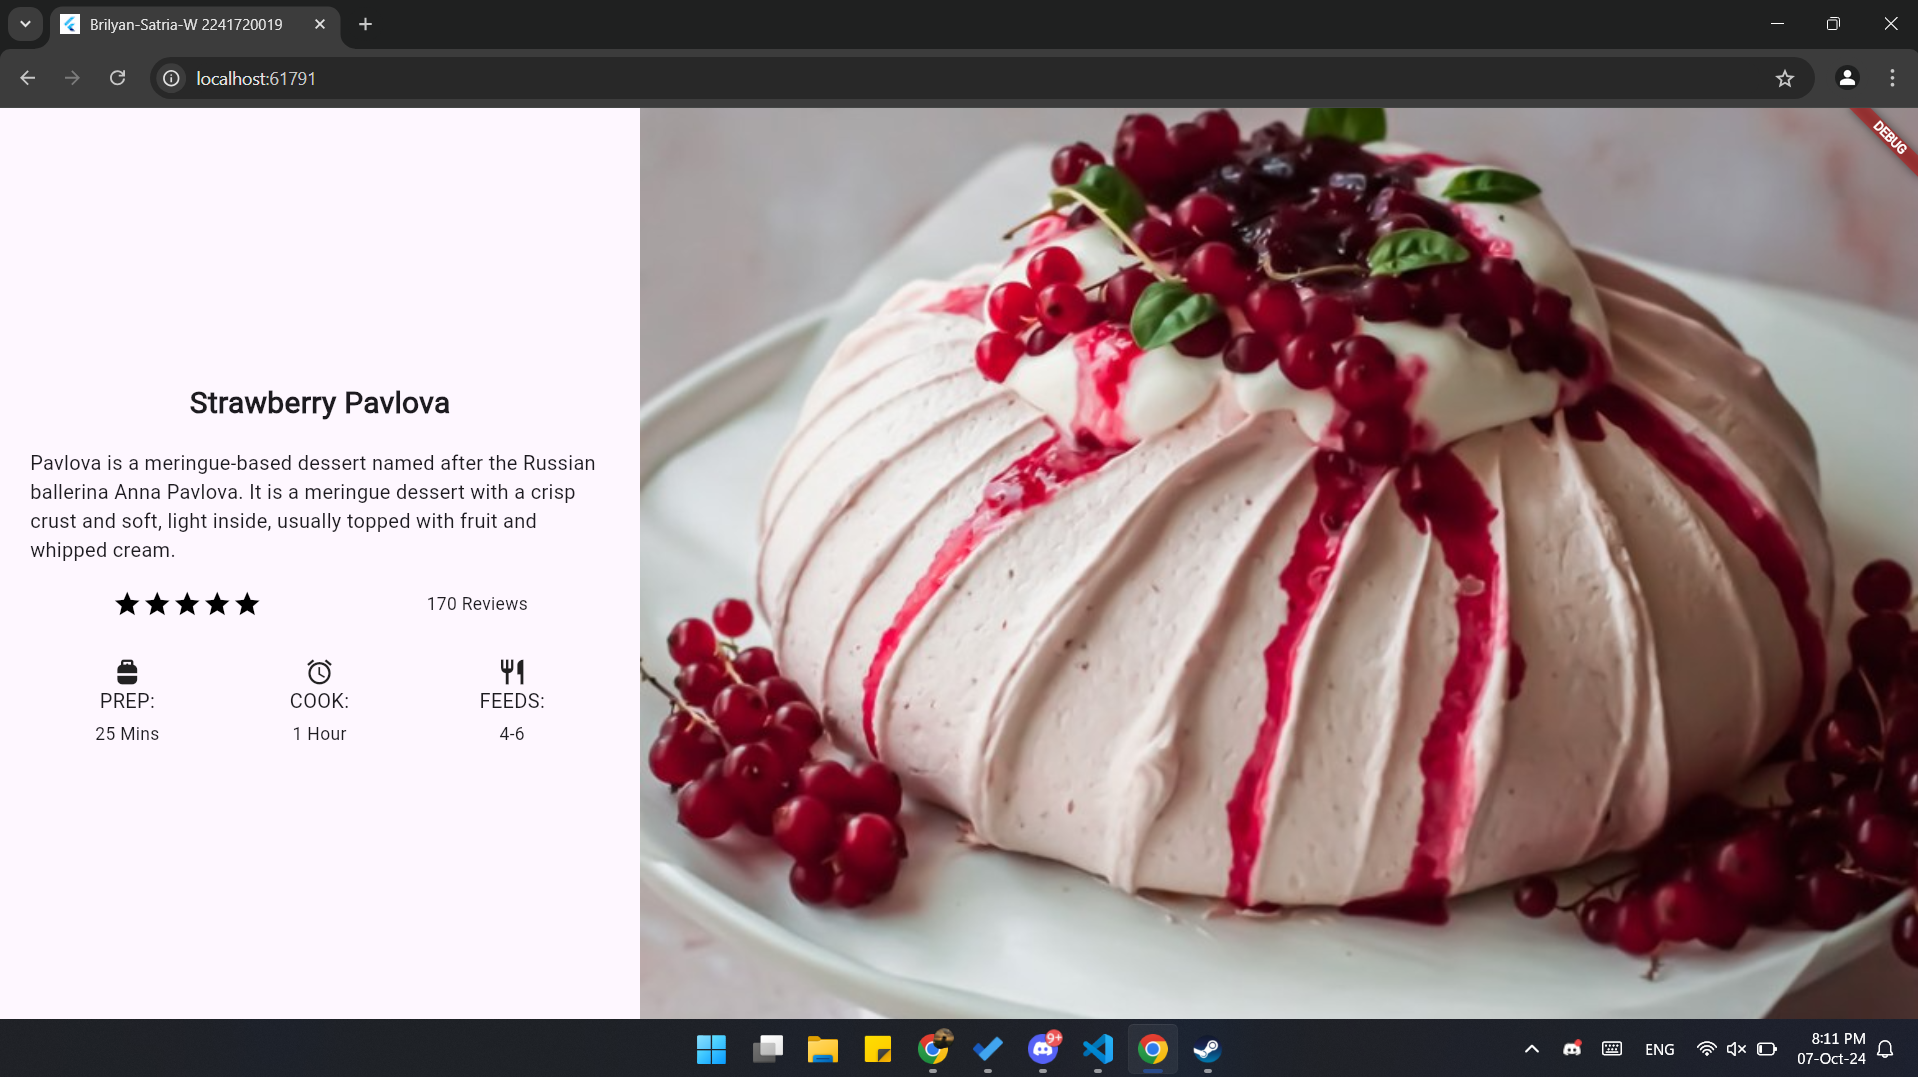 Brilyan-Satria-W 2241720019
localhost:61791
DEBUG
Strawberry Pavlova
Pavlova is a meringue-based dessert named after the Russian
ballerina Anna Pavlova. It is a meringue dessert with a crisp
crust and soft, light inside, usually topped with fruit and
whipped cream.
170 Reviews
PREP: COOK: FEEDS:
25 Mins 1 Hour 4-6
9+
ENG
8:11 PM
07-Oct-24